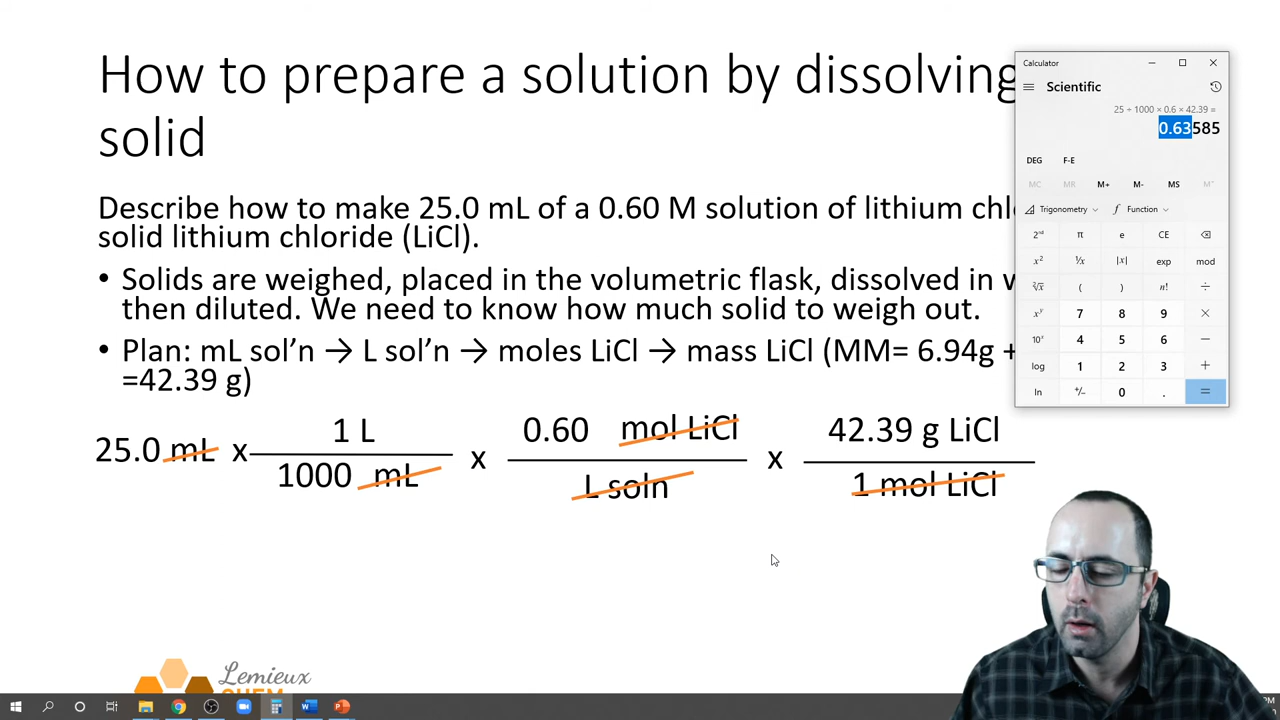 How to prepare a solution by dissolving
solid
Describe how to make 25.0 mL of a 0.60 M solution of lithium
solid lithium chloride (LiCl).
• Solids are weighed, placed in the volumetric flask, dissolved in
then diluted. We need to know how much solid to weigh out.
• Plan: mL sol’n → L sol’n → moles LiCl → mass LiCl (MM= 6.94g +
=42.39 g)
25.0 mL x 1 L x 0.60 mol LiCl x 42.39 g LiCl
1000 mL L soln 1 mol LiCl
Calculator
Scientific
25 ÷ 1000 × 0.6 × 42.39 =
0.63585
DEG F-E
MC MR M+ M- MS M˅
Trigonometry Function
2ⁿᵈ π e CE
x² ¹/x |x| exp mod
²√x ( ) n! ÷
xʸ 7 8 9 ×
10ˣ 4 5 6 −
log 1 2 3 +
ln +/- 0 . =
Lemieux